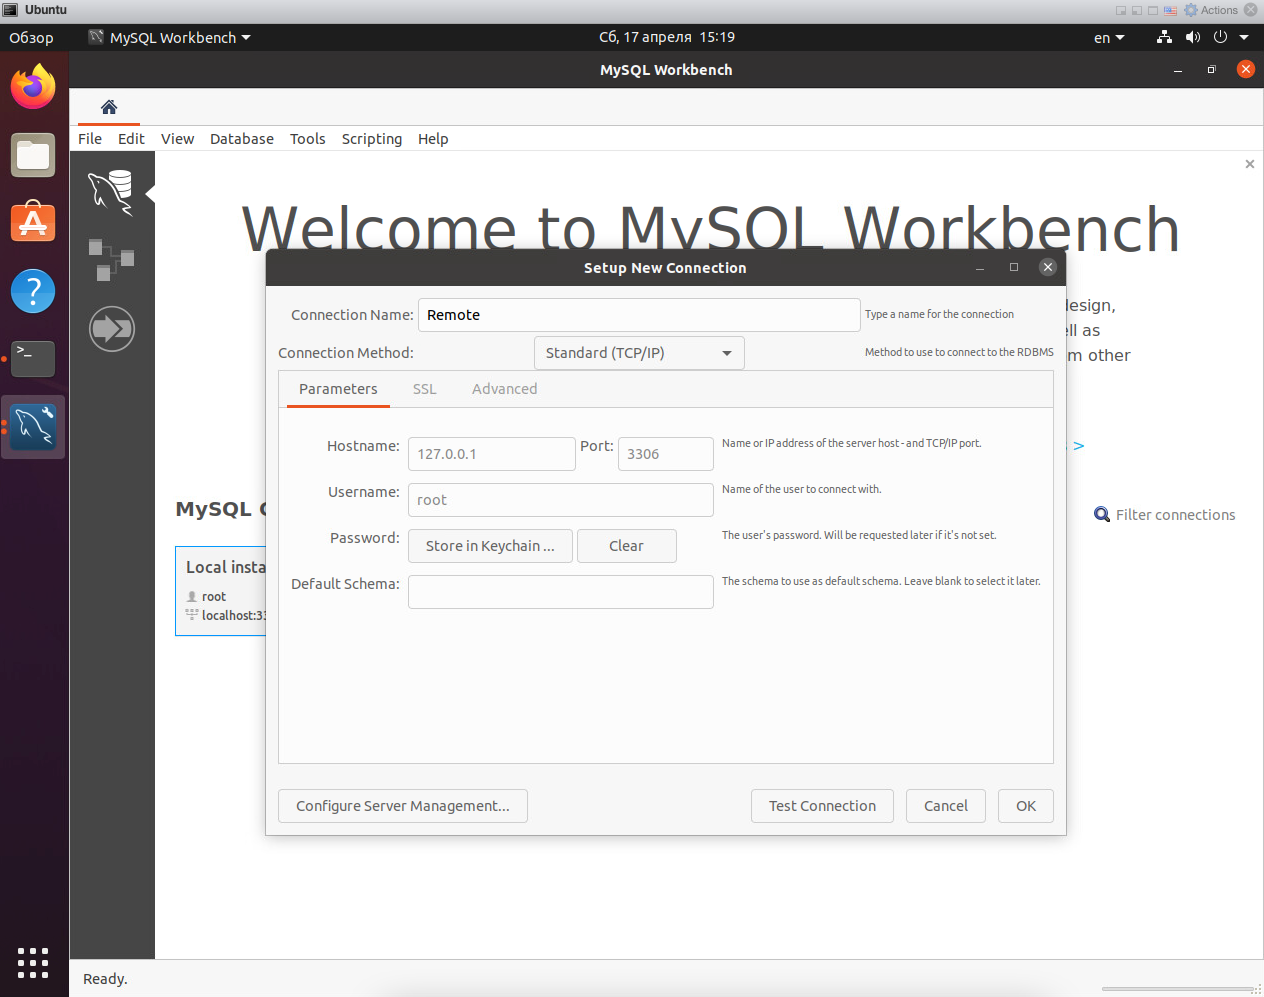 Ubuntu
Actions
Обзор
MySQL Workbench
Сб, 17 апреля 15:19
en
MySQL Workbench
File Edit View Database Tools Scripting Help
Welcome to MySQL Workbench
Setup New Connection
Connection Name: Remote Type a name for the connection
Connection Method: Standard (TCP/IP) Method to use to connect to the RDBMS
Parameters SSL Advanced
Hostname: 127.0.0.1 Port: 3306 Name or IP address of the server host - and TCP/IP port.
Username: root Name of the user to connect with.
Password: Store in Keychain ... Clear The user's password. Will be requested later if it's not set.
Default Schema: The schema to use as default schema. Leave blank to select it later.
Configure Server Management... Test Connection Cancel OK
as
m other
>
MySQL
Filter connections
Local insta
root
localhost:33
Ready.